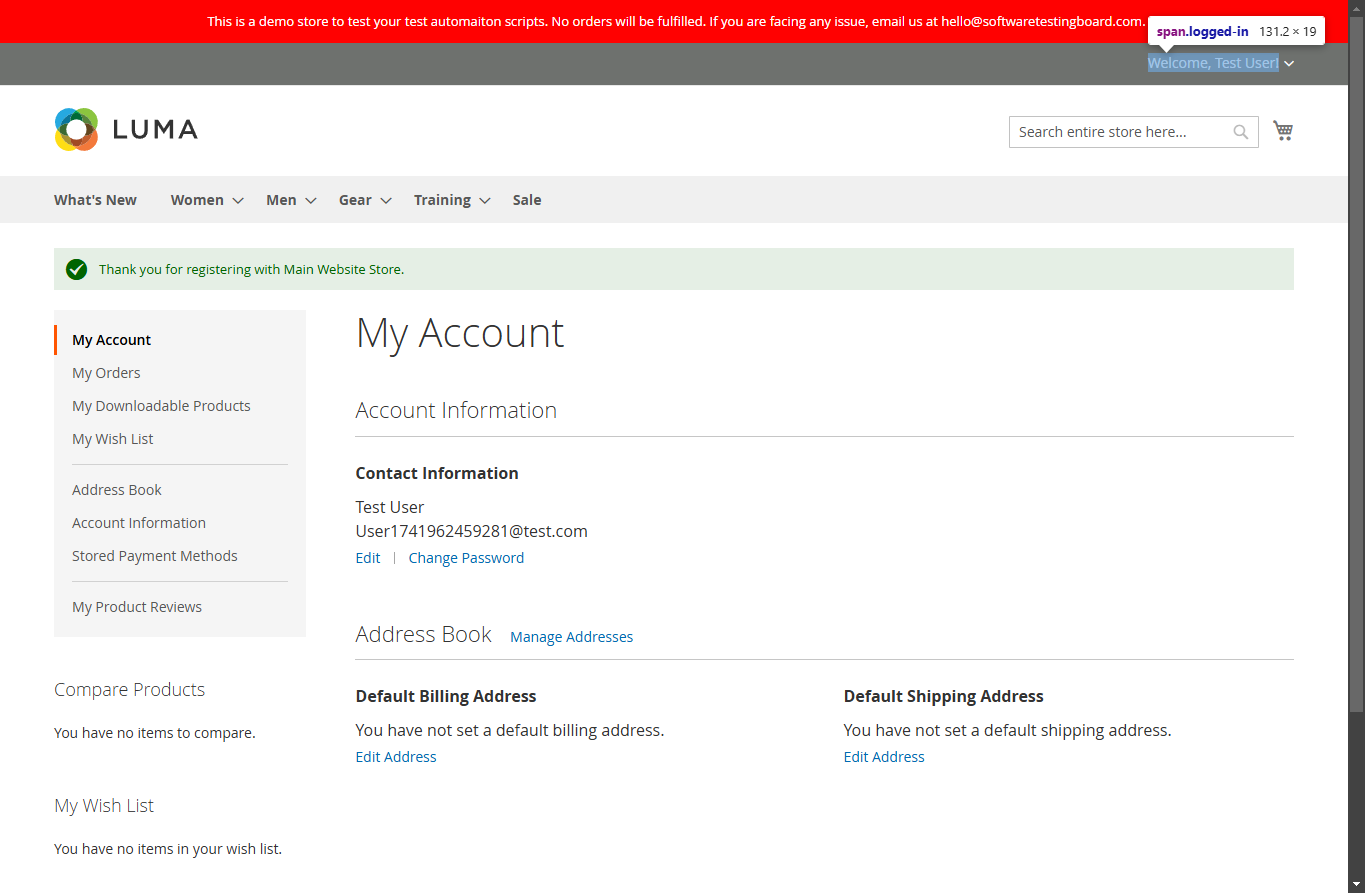 This is a demo store to test your test automaiton scripts. No orders will be fulfilled. If you are facing any issue, email us at hello@softwaretestingboard.com.
span.logged-in 131.2 × 19
Welcome, Test User!
LUMA
Search entire store here...
What's New Women Men Gear Training Sale
Thank you for registering with Main Website Store.
My Account
My Orders
My Downloadable Products
My Wish List
Address Book
Account Information
Stored Payment Methods
My Product Reviews
Compare Products
You have no items to compare.
My Wish List
You have no items in your wish list.
My Account
Account Information
Contact Information
Test User
User1741962459281@test.com
Edit | Change Password
Address Book Manage Addresses
Default Billing Address
You have not set a default billing address.
Edit Address
Default Shipping Address
You have not set a default shipping address.
Edit Address